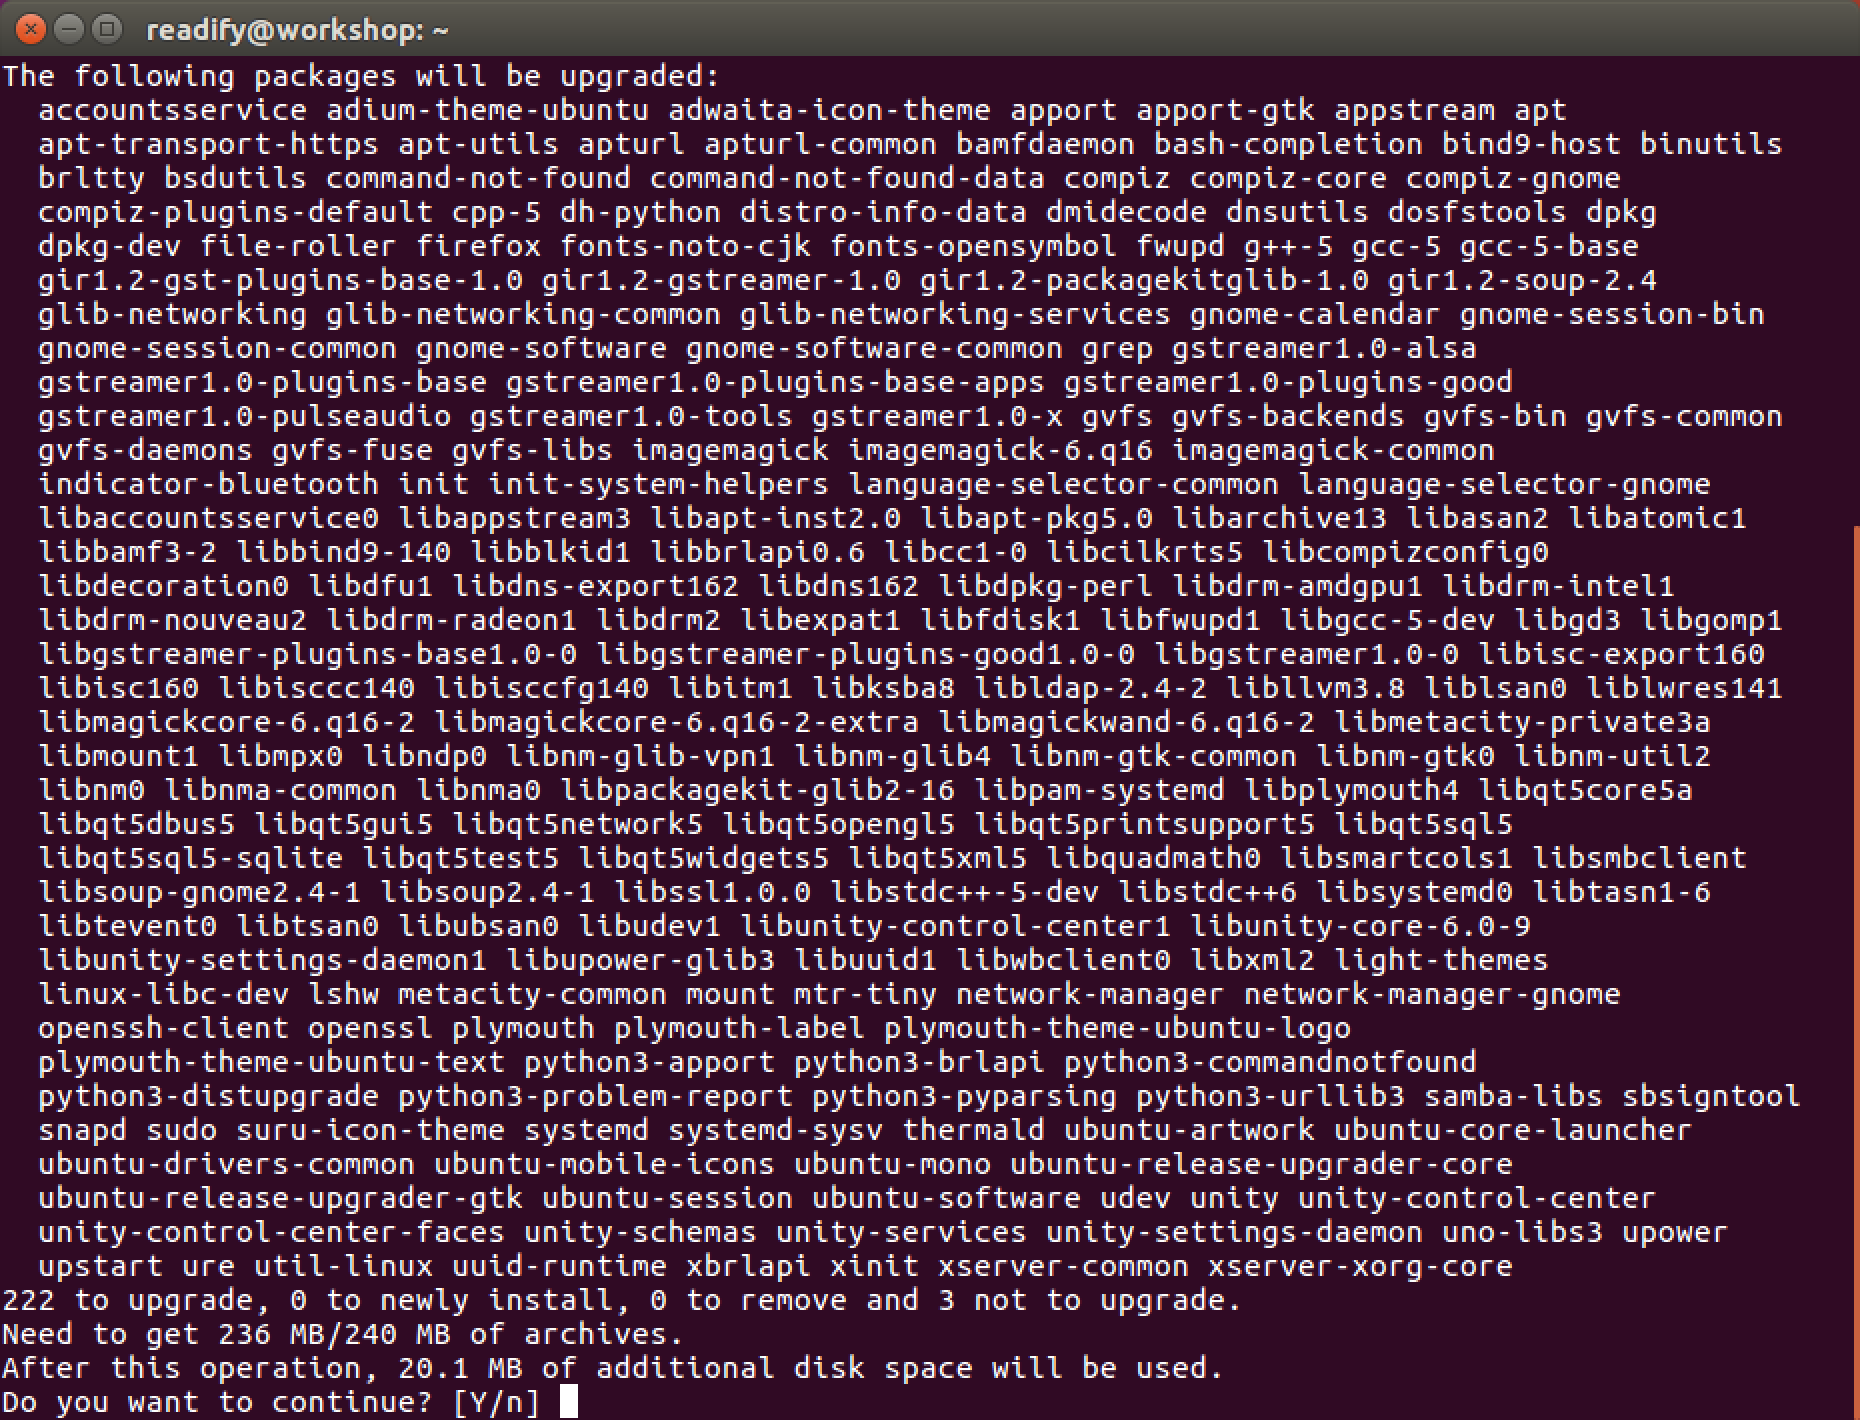 readify@workshop: ~
The following packages will be upgraded:
  accountsservice adium-theme-ubuntu adwaita-icon-theme apport apport-gtk appstream apt
  apt-transport-https apt-utils apturl apturl-common bamfdaemon bash-completion bind9-host binutils
  brltty bsdutils command-not-found command-not-found-data compiz compiz-core compiz-gnome
  compiz-plugins-default cpp-5 dh-python distro-info-data dmidecode dnsutils dosfstools dpkg
  dpkg-dev file-roller firefox fonts-noto-cjk fonts-opensymbol fwupd g++-5 gcc-5 gcc-5-base
  gir1.2-gst-plugins-base-1.0 gir1.2-gstreamer-1.0 gir1.2-packagekitglib-1.0 gir1.2-soup-2.4
  glib-networking glib-networking-common glib-networking-services gnome-calendar gnome-session-bin
  gnome-session-common gnome-software gnome-software-common grep gstreamer1.0-alsa
  gstreamer1.0-plugins-base gstreamer1.0-plugins-base-apps gstreamer1.0-plugins-good
  gstreamer1.0-pulseaudio gstreamer1.0-tools gstreamer1.0-x gvfs gvfs-backends gvfs-bin gvfs-common
  gvfs-daemons gvfs-fuse gvfs-libs imagemagick imagemagick-6.q16 imagemagick-common
  indicator-bluetooth init init-system-helpers language-selector-common language-selector-gnome
  libaccountsservice0 libappstream3 libapt-inst2.0 libapt-pkg5.0 libarchive13 libasan2 libatomic1
  libbamf3-2 libbind9-140 libblkid1 libbrlapi0.6 libcc1-0 libcilkrts5 libcompizconfig0
  libdecoration0 libdfu1 libdns-export162 libdns162 libdpkg-perl libdrm-amdgpu1 libdrm-intel1
  libdrm-nouveau2 libdrm-radeon1 libdrm2 libexpat1 libfdisk1 libfwupd1 libgcc-5-dev libgd3 libgomp1
  libgstreamer-plugins-base1.0-0 libgstreamer-plugins-good1.0-0 libgstreamer1.0-0 libisc-export160
  libisc160 libisccc140 libisccfg140 libitm1 libksba8 libldap-2.4-2 libllvm3.8 liblsan0 liblwres141
  libmagickcore-6.q16-2 libmagickcore-6.q16-2-extra libmagickwand-6.q16-2 libmetacity-private3a
  libmount1 libmpx0 libndp0 libnm-glib-vpn1 libnm-glib4 libnm-gtk-common libnm-gtk0 libnm-util2
  libnm0 libnma-common libnma0 libpackagekit-glib2-16 libpam-systemd libplymouth4 libqt5core5a
  libqt5dbus5 libqt5gui5 libqt5network5 libqt5opengl5 libqt5printsupport5 libqt5sql5
  libqt5sql5-sqlite libqt5test5 libqt5widgets5 libqt5xml5 libquadmath0 libsmartcols1 libsmbclient
  libsoup-gnome2.4-1 libsoup2.4-1 libssl1.0.0 libstdc++-5-dev libstdc++6 libsystemd0 libtasn1-6
  libtevent0 libtsan0 libubsan0 libudev1 libunity-control-center1 libunity-core-6.0-9
  libunity-settings-daemon1 libupower-glib3 libuuid1 libwbclient0 libxml2 light-themes
  linux-libc-dev lshw metacity-common mount mtr-tiny network-manager network-manager-gnome
  openssh-client openssl plymouth plymouth-label plymouth-theme-ubuntu-logo
  plymouth-theme-ubuntu-text python3-apport python3-brlapi python3-commandnotfound
  python3-distupgrade python3-problem-report python3-pyparsing python3-urllib3 samba-libs sbsigntool
  snapd sudo suru-icon-theme systemd systemd-sysv thermald ubuntu-artwork ubuntu-core-launcher
  ubuntu-drivers-common ubuntu-mobile-icons ubuntu-mono ubuntu-release-upgrader-core
  ubuntu-release-upgrader-gtk ubuntu-session ubuntu-software udev unity unity-control-center
  unity-control-center-faces unity-schemas unity-services unity-settings-daemon uno-libs3 upower
  upstart ure util-linux uuid-runtime xbrlapi xinit xserver-common xserver-xorg-core
222 to upgrade, 0 to newly install, 0 to remove and 3 not to upgrade.
Need to get 236 MB/240 MB of archives.
After this operation, 20.1 MB of additional disk space will be used.
Do you want to continue? [Y/n]